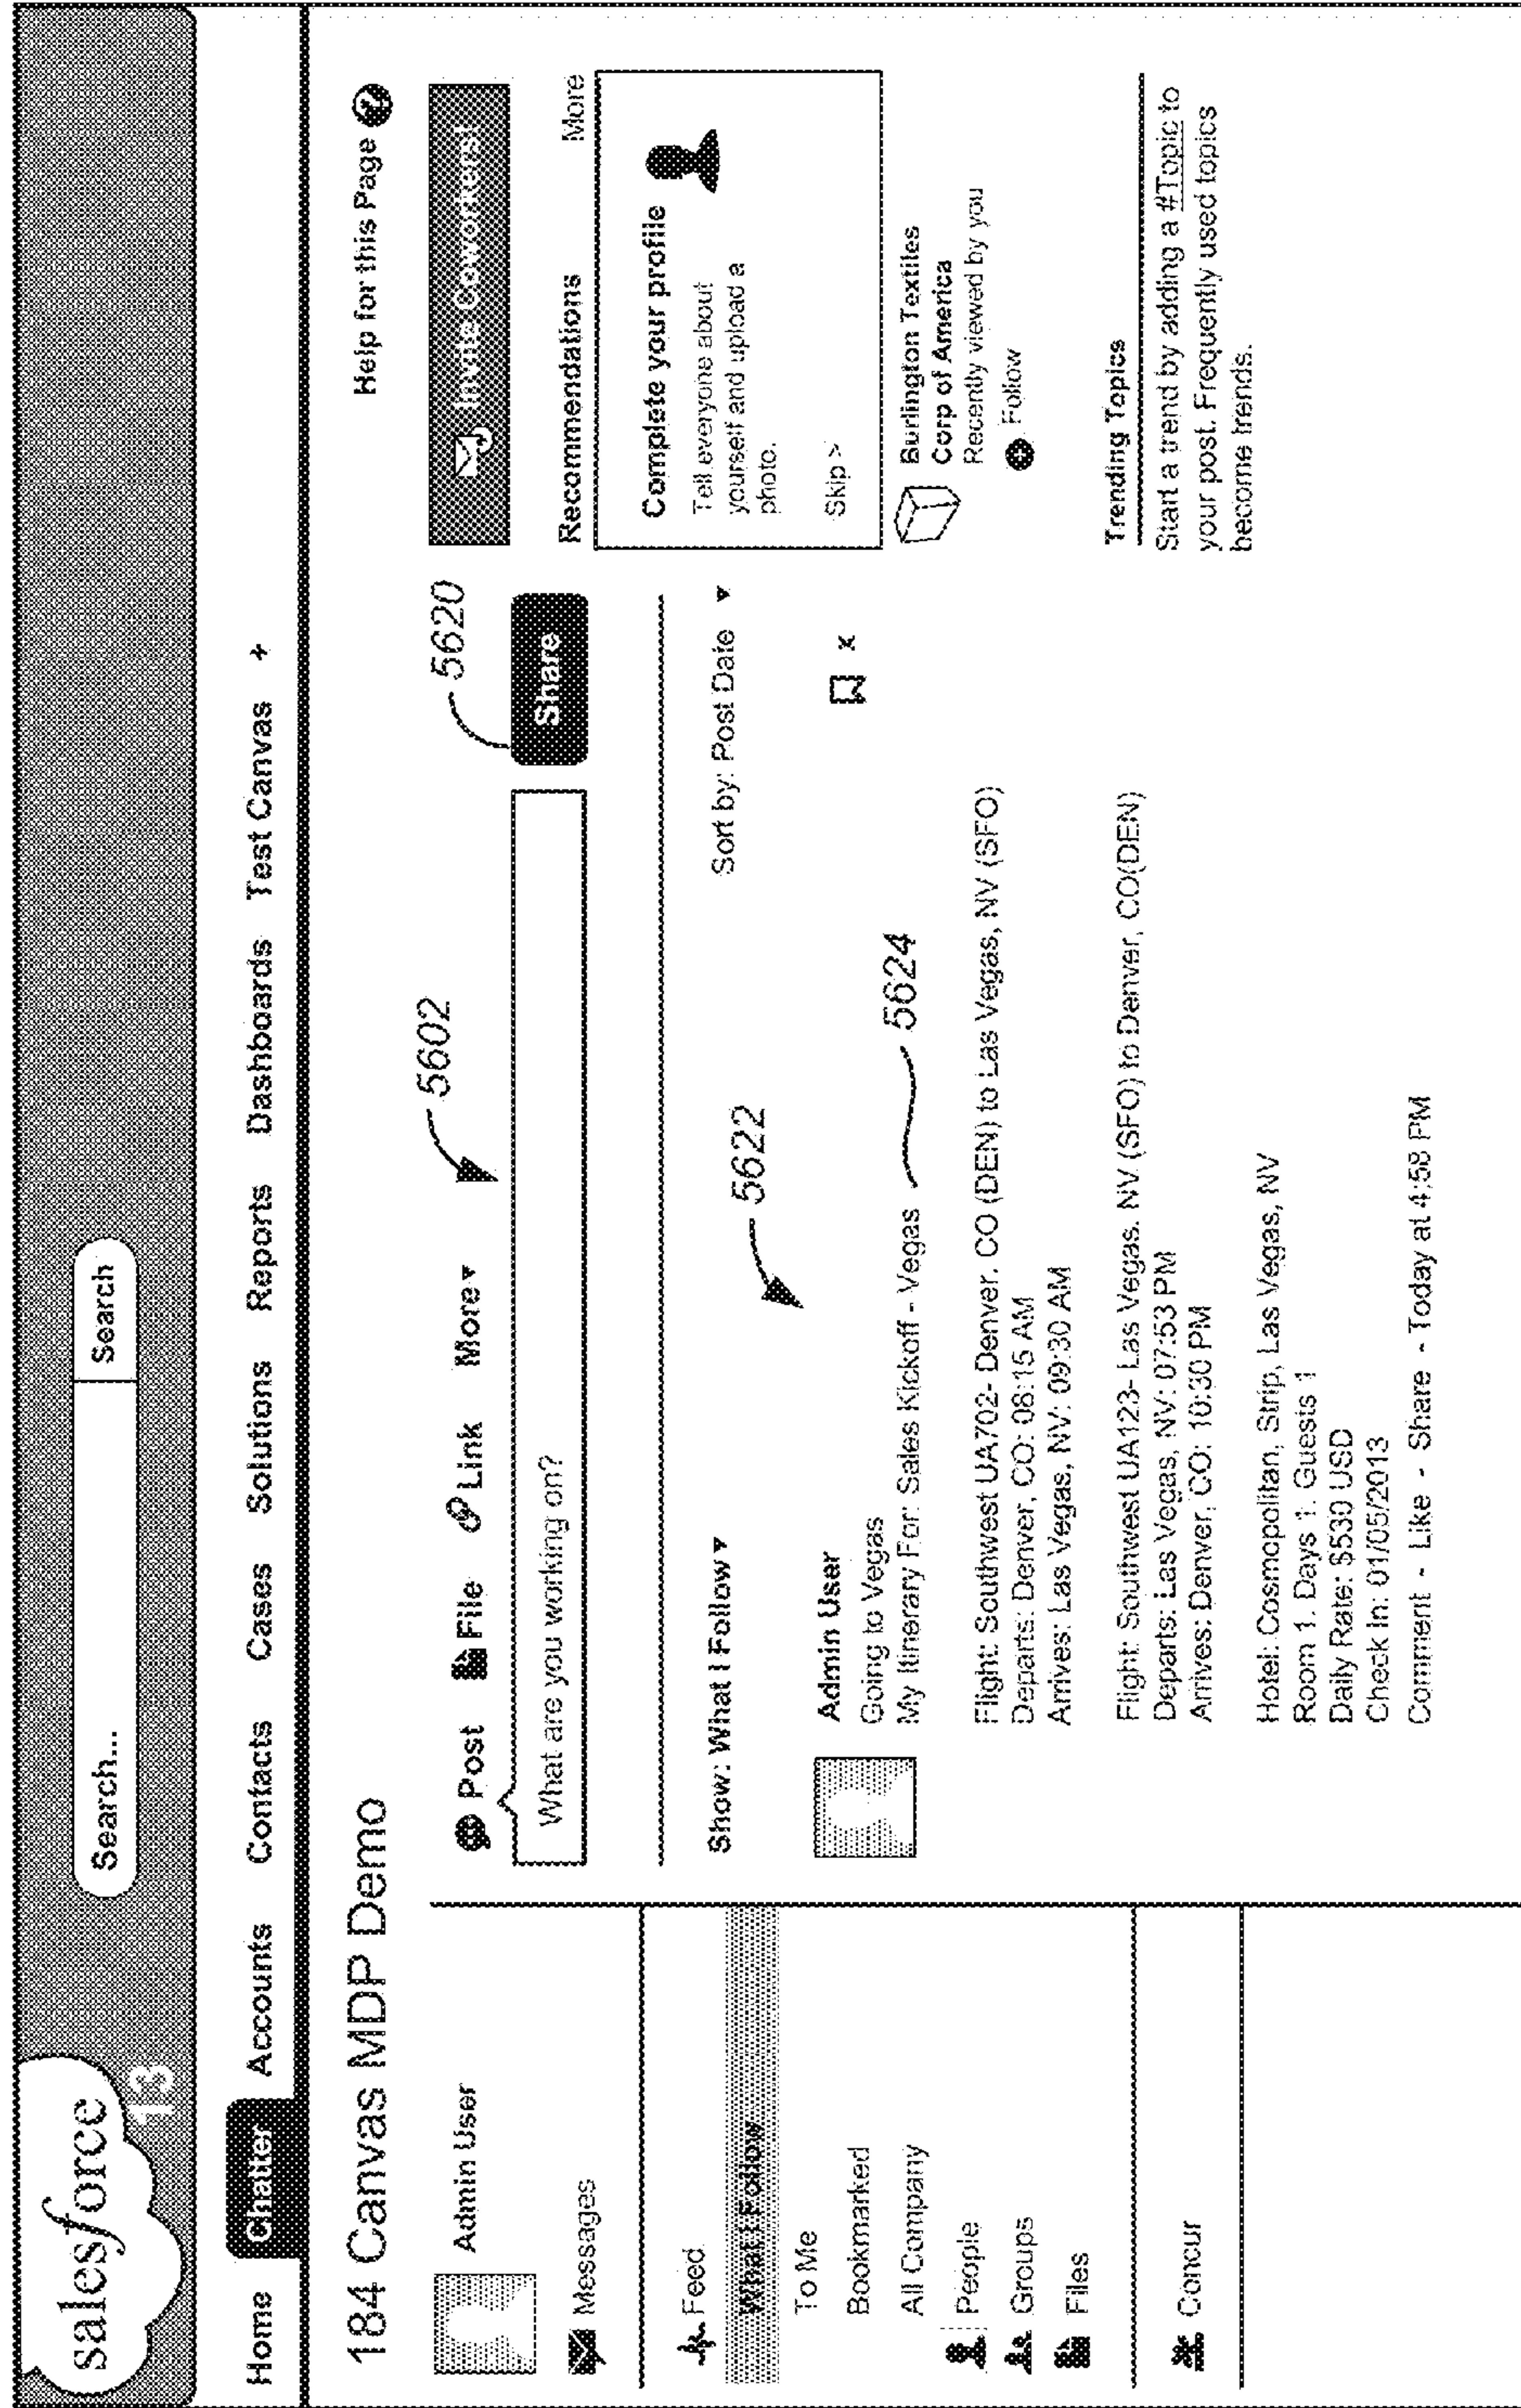 salesforce
13
Search...
Search
Home
Chatter
Accounts
Contacts
Cases
Solutions
Reports
Dashboards
Test Canvas
+
184 Canvas MDP Demo
Help for this Page ?
Admin User
Messages
Feed
What I Follow
To Me
Bookmarked
All Company
People
Groups
Files
Concur
Post
File
Link
More
5602
What are you working on?
5620
Share
Show: What I Follow
Sort by: Post Date
5622
Admin User
x
Going to Vegas
My Itinerary For: Sales Kickoff - Vegas
5624
Flight: Southwest UA702- Denver, CO (DEN) to Las Vegas, NV (SFO)
Departs: Denver, CO: 08:15 AM
Arrives: Las Vegas, NV: 09:30 AM
Flight: Southwest UA123- Las Vegas, NV (SFO) to Denver, CO(DEN)
Departs: Las Vegas, NV: 07:53 PM
Arrives: Denver, CO: 10:30 PM
Hotel: Cosmopolitan, Strip, Las Vegas, NV
Room 1. Days 1. Guests 1
Daily Rate: $530 USD
Check In: 01/05/2013
Comment - Like - Share - Today at 4:58 PM
Invite Coworkers!
Recommendations
More
Complete your profile
Tell everyone about
yourself and upload a
photo.
Skip >
Burlington Textiles
Corp of America
Recently viewed by you
Follow
Trending Topics
Start a trend by adding a #Topic to
your post. Frequently used topics
become trends.